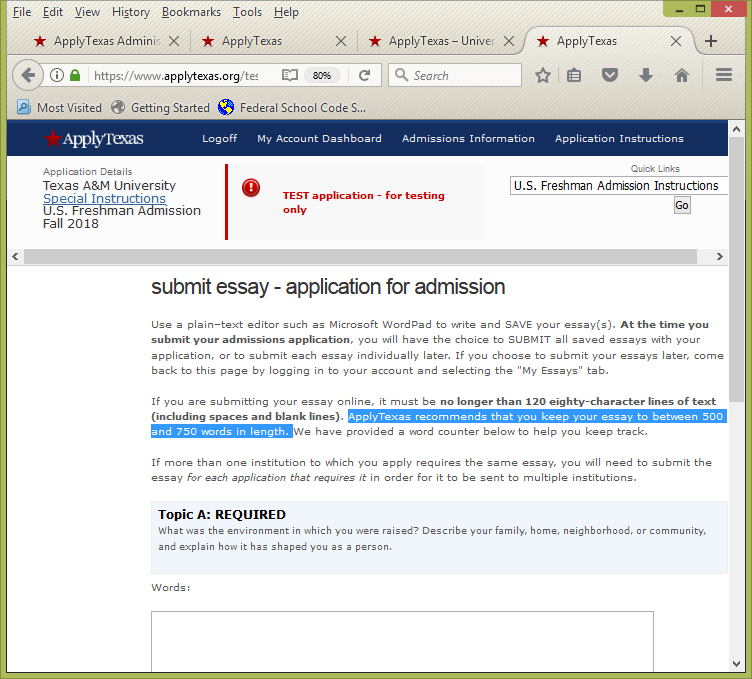 File Edit View History Bookmarks Tools Help
ApplyTexas Adminis ApplyTexas ApplyTexas – Univer ApplyTexas
https://www.applytexas.org/tes 80% Search
Most Visited Getting Started Federal School Code S...
ApplyTexas Logoff My Account Dashboard Admissions Information Application Instructions
Application Details
Texas A&M University
Special Instructions
U.S. Freshman Admission
Fall 2018
TEST application - for testing
only
Quick Links
U.S. Freshman Admission Instructions
Go
submit essay - application for admission
Use a plain-text editor such as Microsoft WordPad to write and SAVE your essay(s). At the time you
submit your admissions application, you will have the choice to SUBMIT all saved essays with your
application, or to submit each essay individually later. If you choose to submit your essays later, come
back to this page by logging in to your account and selecting the "My Essays" tab.
If you are submitting your essay online, it must be no longer than 120 eighty-character lines of text
(including spaces and blank lines). ApplyTexas recommends that you keep your essay to between 500
and 750 words in length. We have provided a word counter below to help you keep track.
If more than one institution to which you apply requires the same essay, you will need to submit the
essay for each application that requires it in order for it to be sent to multiple institutions.
Topic A: REQUIRED
What was the environment in which you were raised? Describe your family, home, neighborhood, or community,
and explain how it has shaped you as a person.
Words: